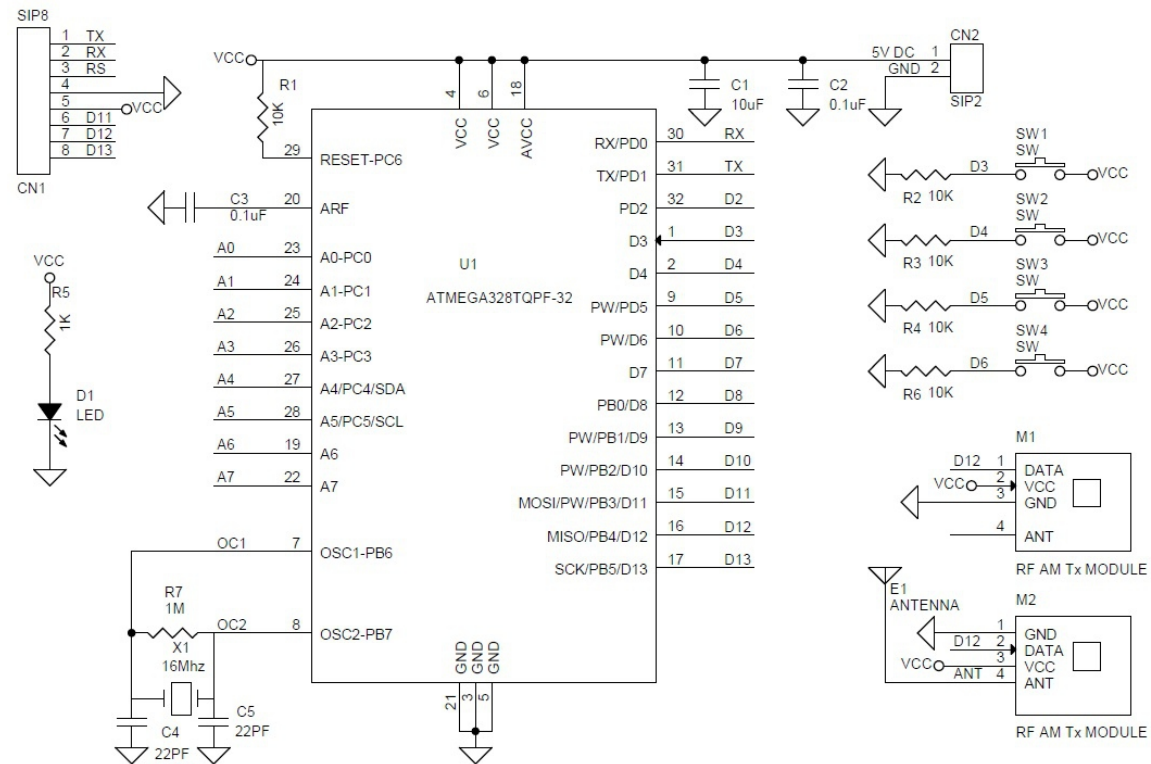 SIP8
1 TX
2 RX
3 RS
4
5 VCC
6 D11
7 D12
8 D13
CN1
VCC
R1
10K
4
6
18
VCC
VCC
AVCC
C1
10uF
C2
0.1uF
5V DC 1
GND 2
CN2
SIP2
29 RESET-PC6
C3
0.1uF
20 ARF
A0 23 A0-PC0
A1 24 A1-PC1
A2 25 A2-PC2
A3 26 A3-PC3
A4 27 A4/PC4/SDA
A5 28 A5/PC5/SCL
A6 19 A6
A7 22 A7
OC1 7 OSC1-PB6
OC2 8 OSC2-PB7
U1
ATMEGA328TQPF-32
RX/PD0 30 RX
TX/PD1 31 TX
PD2 32 D2
D3 1 D3
D4 2 D4
PW/PD5 9 D5
PW/D6 10 D6
D7 11 D7
PB0/D8 12 D8
PW/PB1/D9 13 D9
PW/PB2/D10 14 D10
MOSI/PW/PB3/D11 15 D11
MISO/PB4/D12 16 D12
SCK/PB5/D13 17 D13
GND
GND
GND
21
3
5
VCC
R5
1K
D1
LED
R7
1M
X1
16Mhz
C4
22PF
C5
22PF
SW1
SW
D3
VCC
R2 10K
SW2
SW
D4
VCC
R3 10K
SW3
SW
D5
VCC
R4 10K
SW4
SW
D6
VCC
R6 10K
M1
D12 1 DATA
VCC 2 VCC
3 GND
4 ANT
RF AM Tx MODULE
E1
ANTENNA
M2
1 GND
D12 2 DATA
VCC 3 VCC
ANT 4 ANT
RF AM Tx MODULE